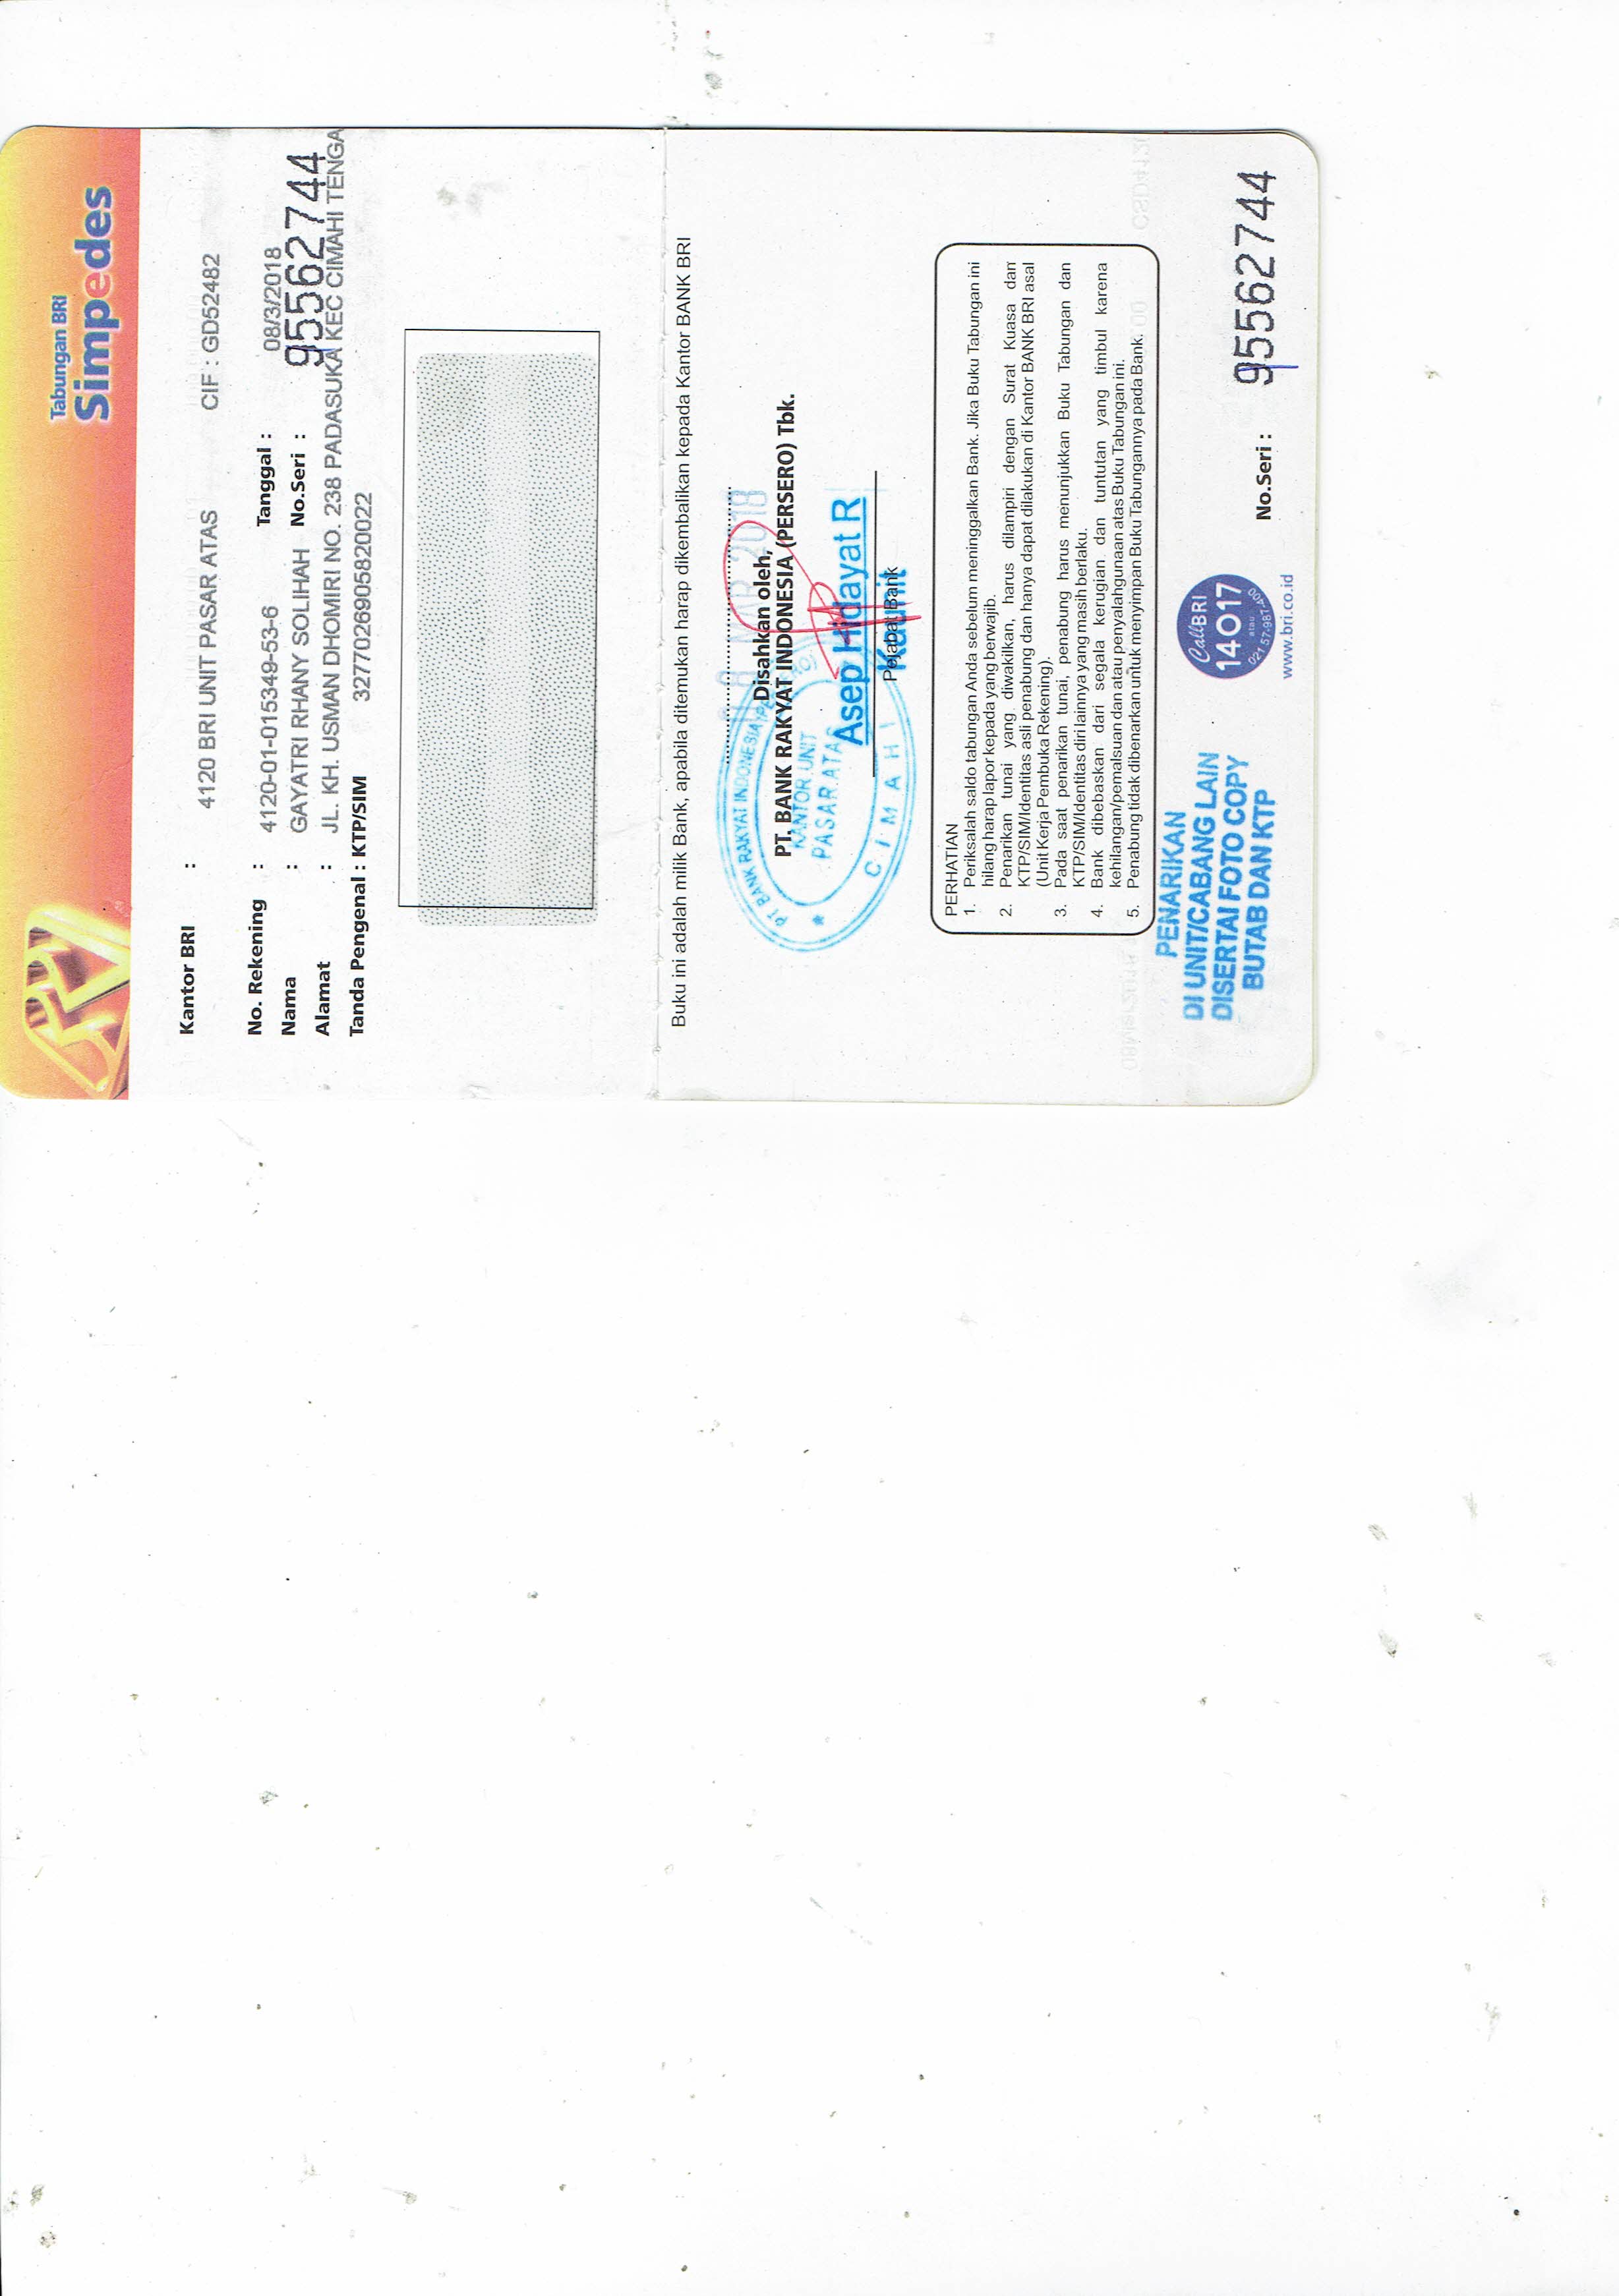 Tabungan BRI
Simpedes
Kantor BRI :
4120 BRI UNIT PASAR ATAS CIF : GD52482
No. Rekening : 4120-01-015349-53-6 Tanggal : 08/3/2018
Nama : GAYATRI RHANY SOLIHAH No.Seri : 95562744
Alamat : JL. KH. USMAN DHOMIRI NO. 238 PADASUKA KEC CIMAHI TENGA
Tanda Pengenal : KTP/SIM 3277026905820022
Buku ini adalah milik Bank, apabila ditemukan harap dikembalikan kepada Kantor BANK BRI
MAR 2018
Disahkan oleh,
PT. BANK RAKYAT INDONESIA (PERSERO) Tbk.
PT BANK RAKYAT INDONESIA
KANTOR UNIT
PASAR ATAS
CIMAHI
Asep Hidayat R
Pejabat Bank
Kaunit
PERHATIAN
1. Periksalah saldo tabungan Anda sebelum meninggalkan Bank. Jika Buku Tabungan ini
hilang harap lapor kepada yang berwajib.
2. Penarikan tunai yang diwakilkan, harus dilampiri dengan Surat Kuasa dan
KTP/SIM/Identitas asli penabung dan hanya dapat dilakukan di Kantor BANK BRI asal
(Unit Kerja Pembuka Rekening).
3. Pada saat penarikan tunai, penabung harus menunjukkan Buku Tabungan dan
KTP/SIM/Identitas diri lainnya yang masih berlaku.
4. Bank dibebaskan dari segala kerugian dan tuntutan yang timbul karena
kehilangan/pemalsuan dan atau penyalahgunaan atas Buku Tabungan ini.
5. Penabung tidak dibenarkan untuk menyimpan Buku Tabungannya pada Bank.
PENARIKAN
DI UNIT/CABANG LAIN
DISERTAI FOTO COPY
BUTAB DAN KTP
Call BRI
14017
atau
021 57-987-400
www.bri.co.id
No.Seri : 95562744